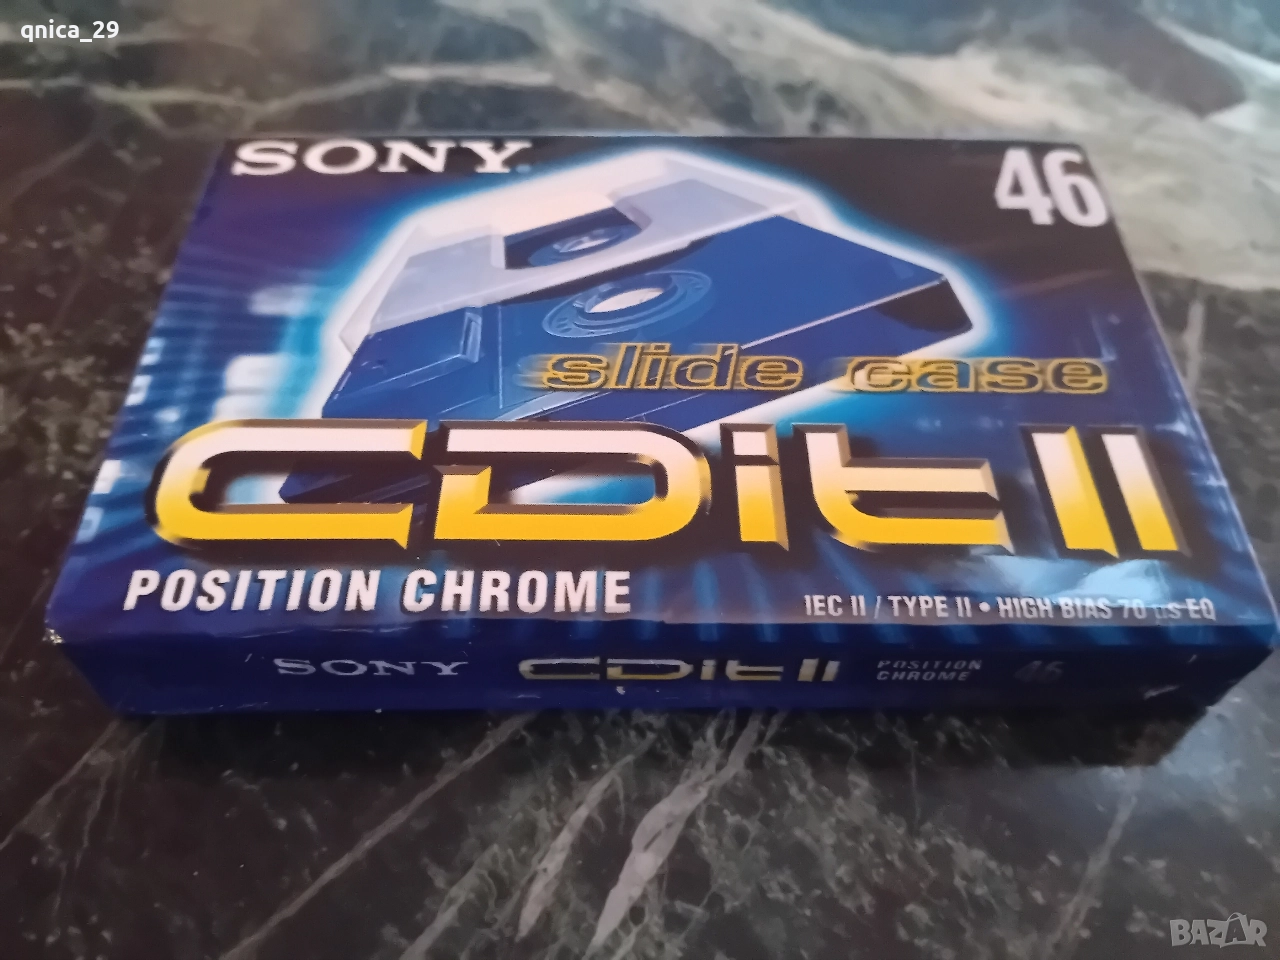 qnica_29
SONY®
46
slide case
CDit II
POSITION CHROME
IEC II / TYPE II • HIGH BIAS 70 µs EQ
SONY CDit II POSITION CHROME 46
BAZAR